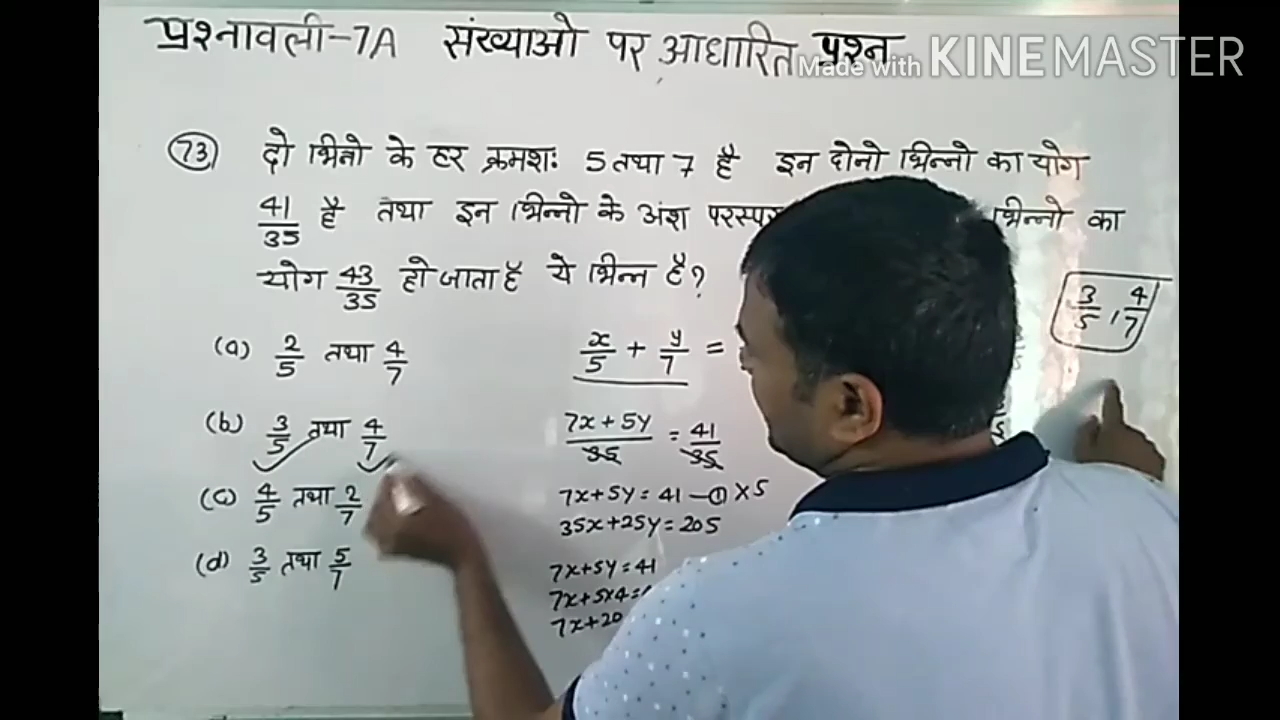 प्रश्नावली-7A संख्याओ पर आधारित प्रश्न
Made with KINEMASTER
73 दो भिन्नो के हर क्रमशः 5 तथा 7 है इन दोनो भिन्नो का योग
41/35 है तथा इन भिन्नो के अंश परस्पर भिन्नो का
योग 43/35 हो जाता है ये भिन्न है?
3/5, 4/7
(a) 2/5 तथा 4/7
x/5 + y/7 =
(b) 3/5 तथा 4/7
7x+5y/35 = 41/35
(c) 4/5 तथा 2/7
7x+5y=41-① ×5
35x+25y=205
(d) 3/5 तथा 5/7
7x+5y=41
7x+5×4=
7x+20